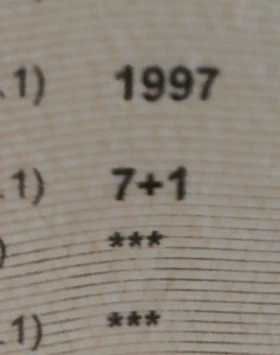 .1) 1997
.1) 7+1
) ***
.1) ***